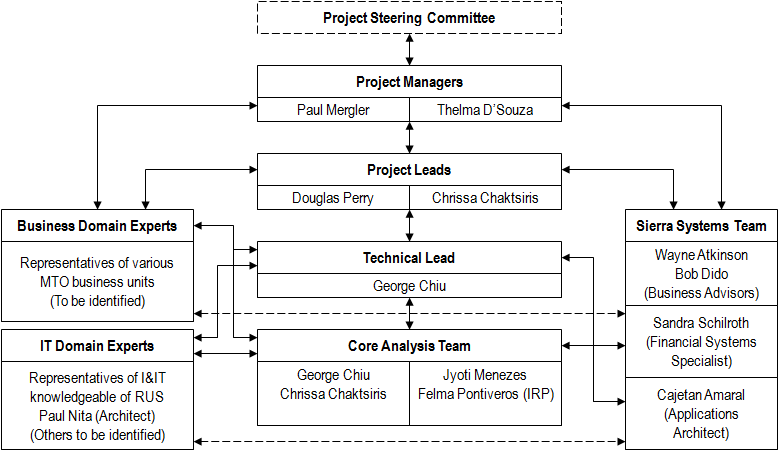 Project Steering Committee
Project Managers
Paul Mergler
Thelma D'Souza
Project Leads
Douglas Perry
Chrissa Chaktsiris
Business Domain Experts
Representatives of various
MTO business units
(To be identified)
Technical Lead
George Chiu
Sierra Systems Team
Wayne Atkinson
Bob Dido
(Business Advisors)
Sandra Schilroth
(Financial Systems
Specialist)
Cajetan Amaral
(Applications
Architect)
IT Domain Experts
Representatives of I&IT
knowledgeable of RUS
Paul Nita (Architect)
(Others to be identified)
Core Analysis Team
George Chiu
Chrissa Chaktsiris
Jyoti Menezes
Felma Pontiveros (IRP)